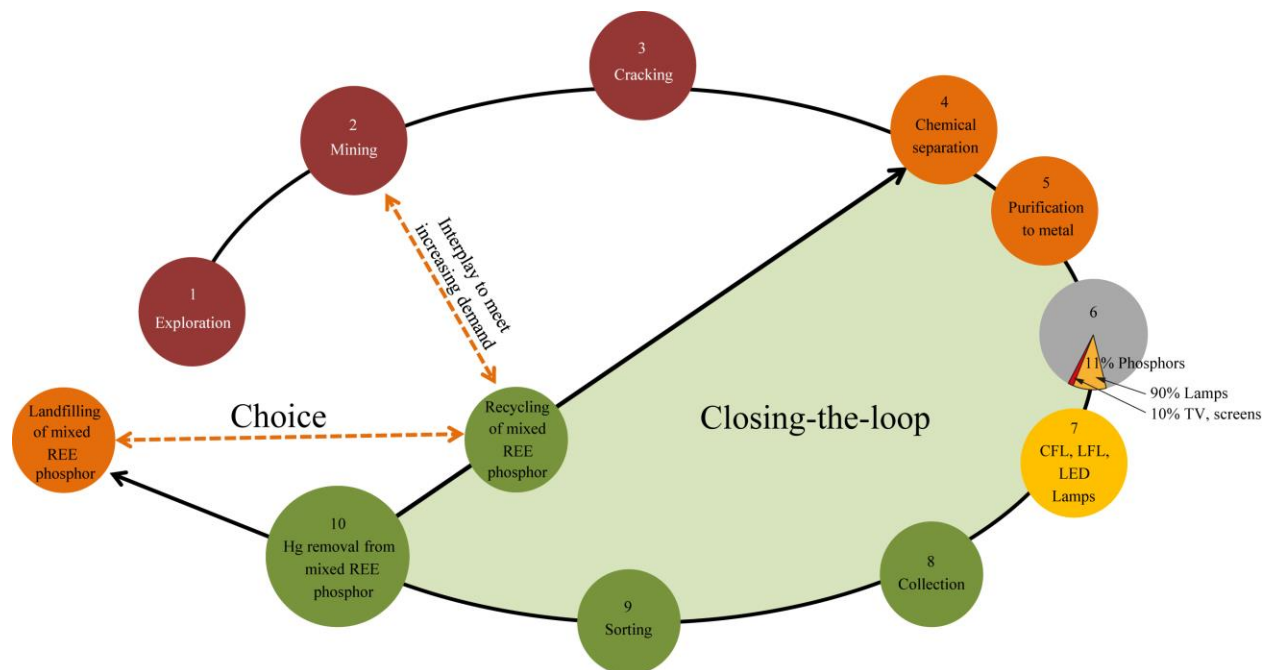 1
Exploration
2
Mining
3
Cracking
4
Chemical
separation
5
Purification
to metal
6
11% Phosphors
90% Lamps
10% TV, screens
7
CFL, LFL,
LED
Lamps
8
Collection
9
Sorting
10
Hg removal from
mixed REE
phosphor
Recycling
of mixed
REE
phosphor
Landfilling
of mixed
REE
phosphor
Choice
Interplay to meet
increasing demand
Closing-the-loop